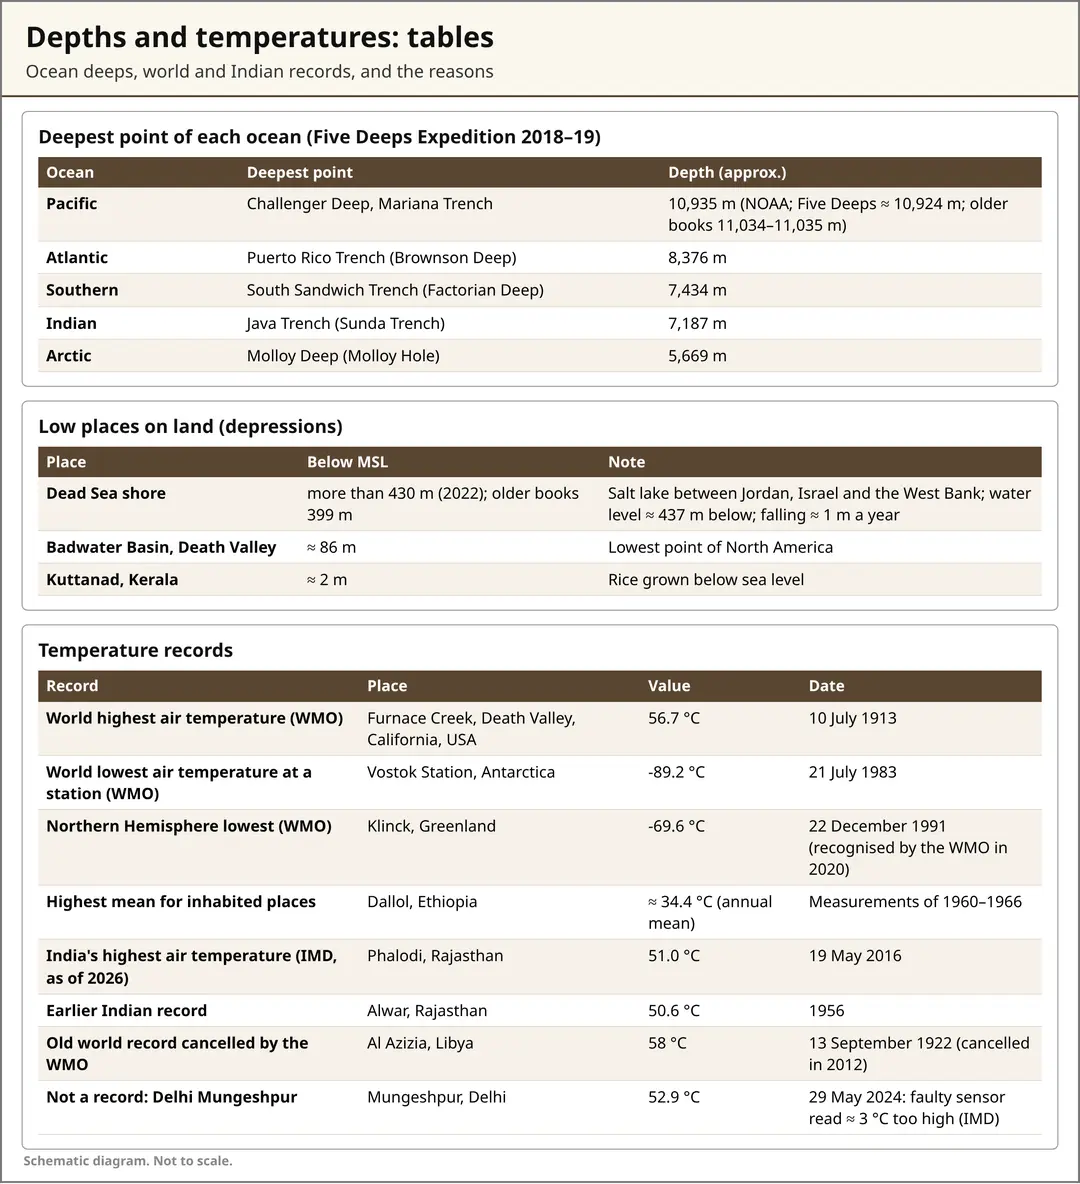 Depths and temperatures: tables
Ocean deeps, world and Indian records, and the reasons
Deepest point of each ocean (Five Deeps Expedition 2018–19)
Ocean Deepest point Depth (approx.)
Pacific Challenger Deep, Mariana Trench 10,935 m (NOAA; Five Deeps ≈ 10,924 m; older
books 11,034–11,035 m)
Atlantic Puerto Rico Trench (Brownson Deep) 8,376 m
Southern South Sandwich Trench (Factorian Deep) 7,434 m
Indian Java Trench (Sunda Trench) 7,187 m
Arctic Molloy Deep (Molloy Hole) 5,669 m
Low places on land (depressions)
Place Below MSL Note
Dead Sea shore more than 430 m (2022); older books Salt lake between Jordan, Israel and the West Bank; water
399 m level ≈ 437 m below; falling ≈ 1 m a year
Badwater Basin, Death Valley ≈ 86 m Lowest point of North America
Kuttanad, Kerala ≈ 2 m Rice grown below sea level
Temperature records
Record Place Value Date
World highest air temperature (WMO) Furnace Creek, Death Valley, 56.7 °C 10 July 1913
California, USA
World lowest air temperature at a Vostok Station, Antarctica -89.2 °C 21 July 1983
station (WMO)
Northern Hemisphere lowest (WMO) Klinck, Greenland -69.6 °C 22 December 1991
(recognised by the WMO in
2020)
Highest mean for inhabited places Dallol, Ethiopia ≈ 34.4 °C (annual Measurements of 1960–1966
mean)
India's highest air temperature (IMD, Phalodi, Rajasthan 51.0 °C 19 May 2016
as of 2026)
Earlier Indian record Alwar, Rajasthan 50.6 °C 1956
Old world record cancelled by the Al Azizia, Libya 58 °C 13 September 1922 (cancelled
WMO in 2012)
Not a record: Delhi Mungeshpur Mungeshpur, Delhi 52.9 °C 29 May 2024: faulty sensor
read ≈ 3 °C too high (IMD)
Schematic diagram. Not to scale.